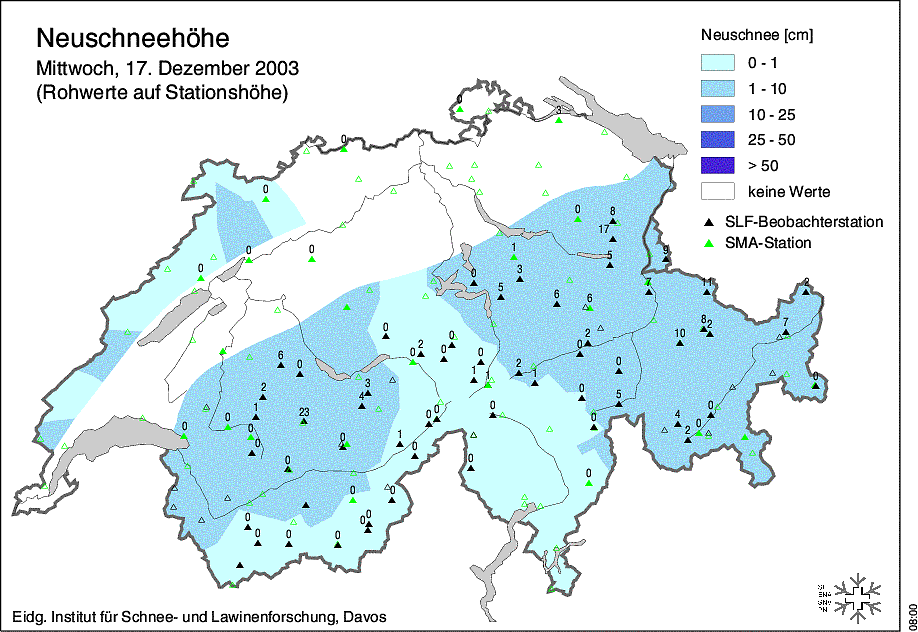 Neuschneehöhe
Mittwoch, 17. Dezember 2003
(Rohwerte auf Stationshöhe)
Neuschnee [cm]
0 - 1
1 - 10
10 - 25
25 - 50
> 50
keine Werte
SLF-Beobachterstation
SMA-Station
0
3
0
0
0 8
17
0 0 1 5 9
0 0 3 7 11 2
5 6 6
8 2 7
10
2
0 2 0
6 0 0 0 0 2 0 0
2 3 1 1 1 0
4 0 5
1 23 0 0 0 0 4 0
0 0 0 0 2
0 1 0
0 0 0
0 0 0
0 0 0
0 0 0
Eidg. Institut für Schnee- und Lawinenforschung, Davos
08:00